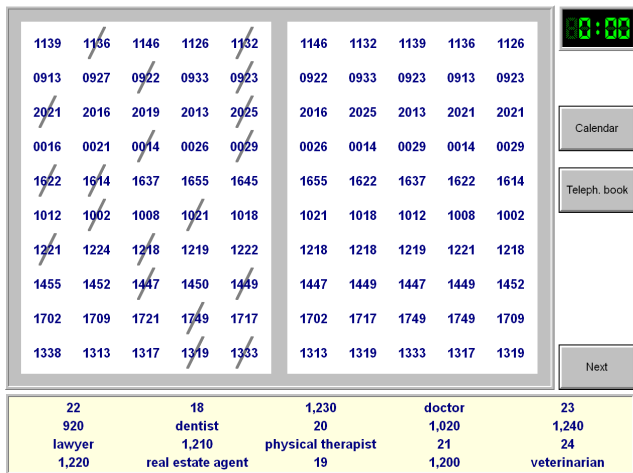 0:00
1139 1136 1146 1126 1132 1146 1132 1139 1136 1126
0913 0927 0922 0933 0923 0922 0933 0923 0913 0923
2021 2016 2019 2013 2025 2016 2025 2013 2021 2021
0016 0021 0014 0026 0029 0026 0014 0029 0014 0029
1622 1614 1637 1655 1645 1655 1622 1637 1622 1614
1012 1002 1008 1021 1018 1021 1018 1012 1008 1002
1221 1224 1218 1219 1222 1218 1218 1219 1221 1218
1455 1452 1447 1450 1449 1447 1449 1447 1449 1452
1702 1709 1721 1749 1717 1702 1717 1749 1749 1709
1338 1313 1317 1319 1333 1313 1319 1333 1317 1319
Calendar
Teleph. book
Next
22 18 1,230 doctor 23
920 dentist 20 1,020 1,240
lawyer 1,210 physical therapist 21 24
1,220 real estate agent 19 1,200 veterinarian